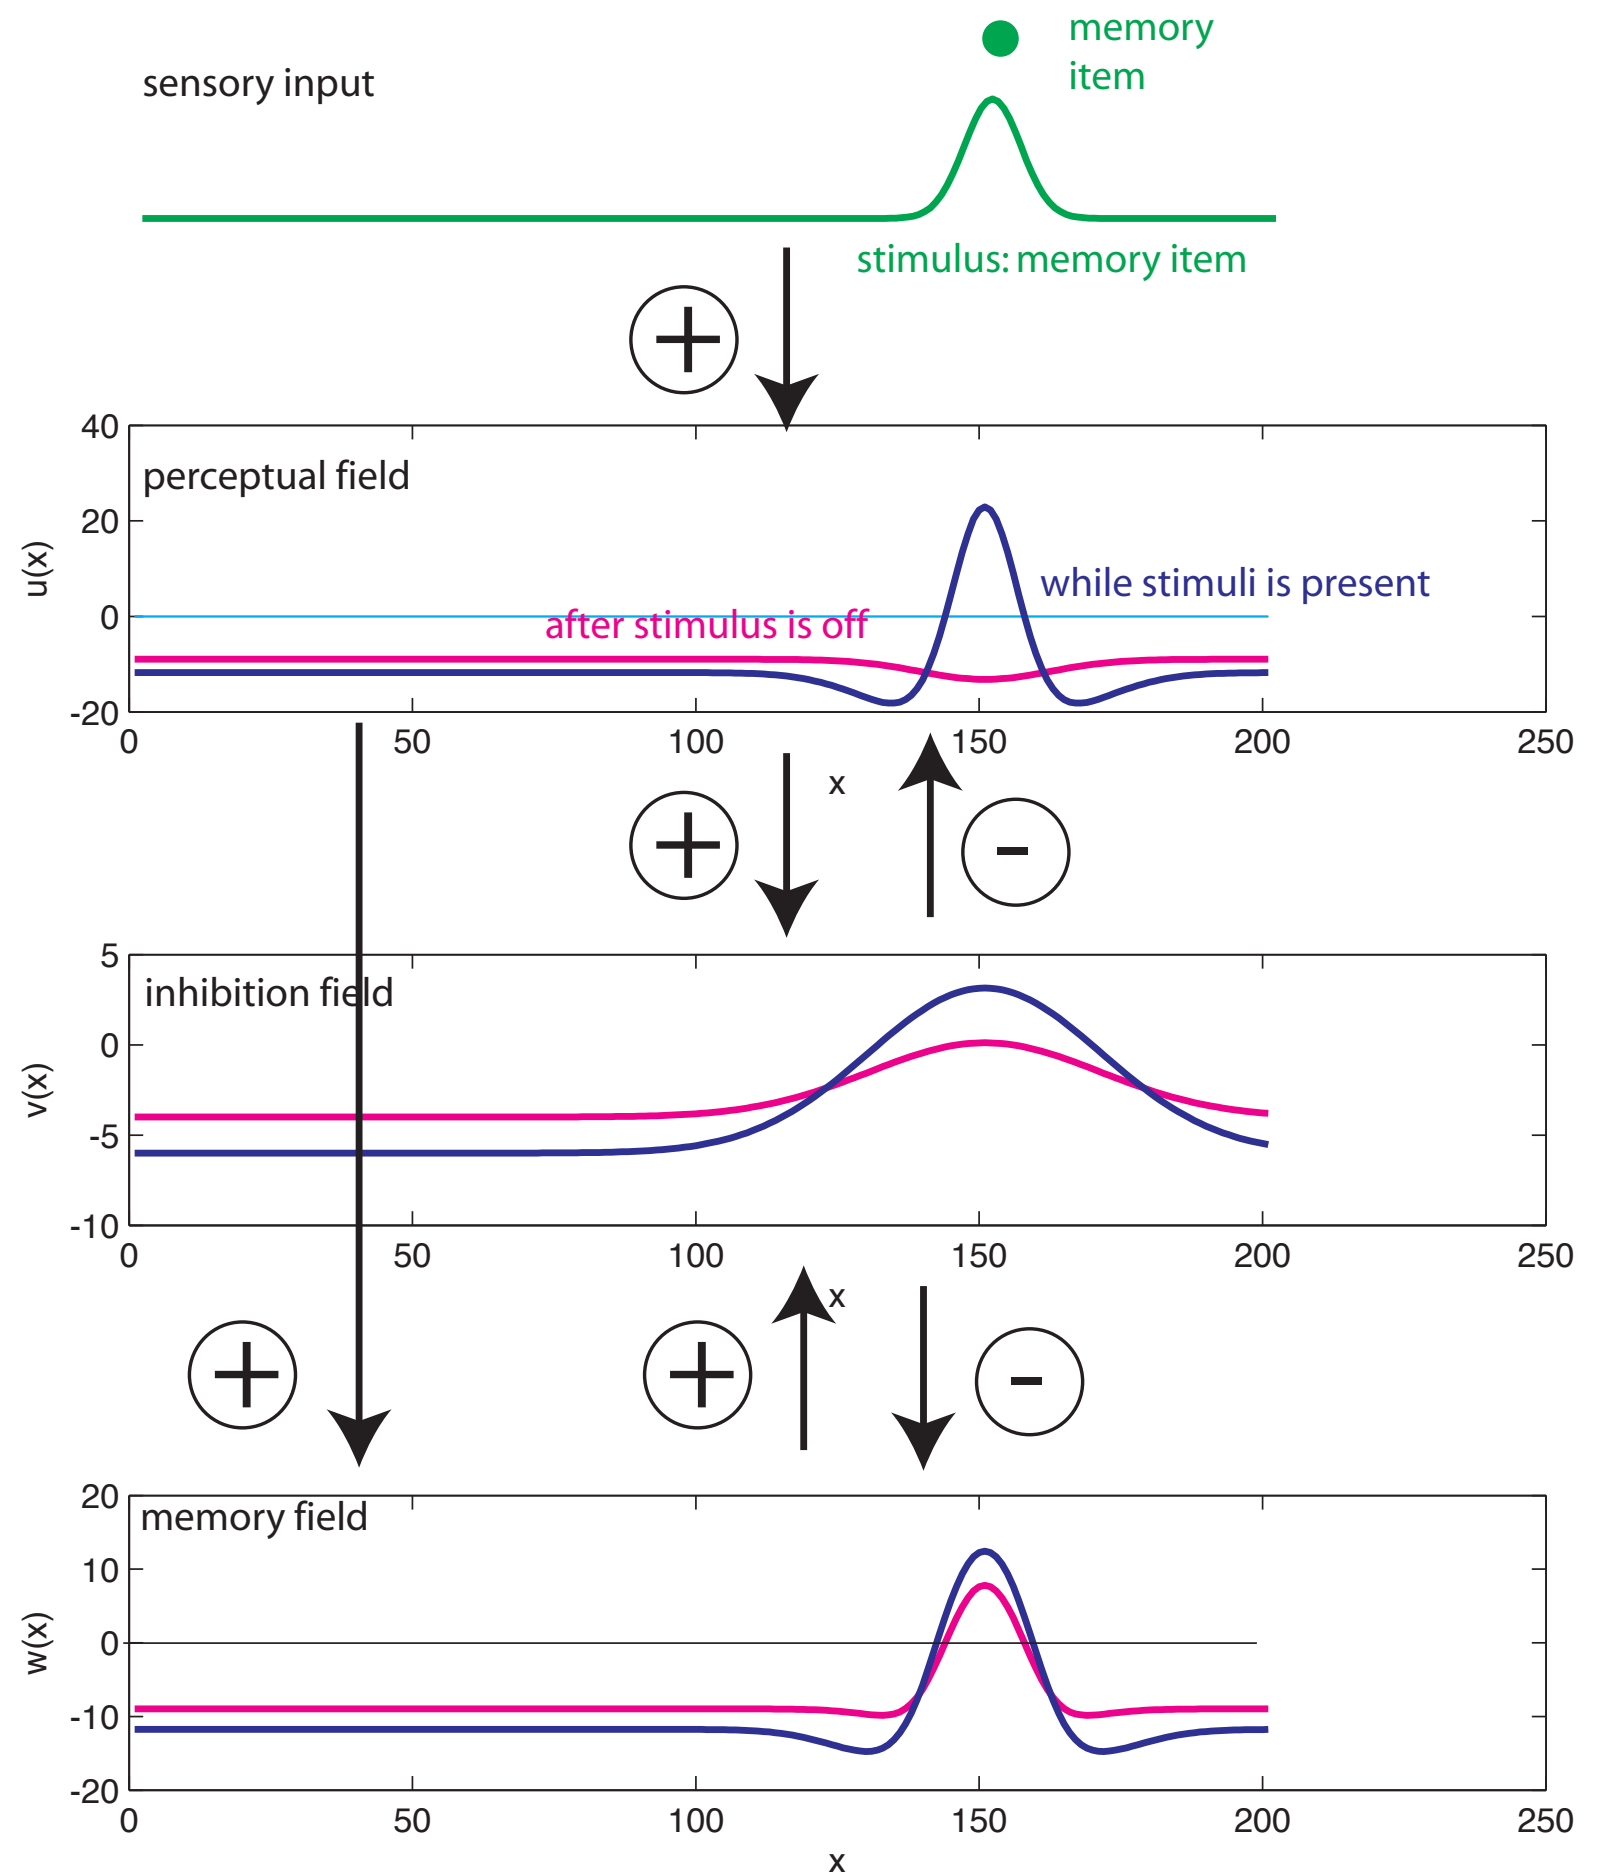 memory
item
sensory input
stimulus: memory item
+
40
perceptual field
20
u(x)
while stimuli is present
0
after stimulus is off
-20
0 50 100 150 200 250
x
+
-
5
inhibition field
0
v(x)
-5
-10
0 50 100 150 200 250
x
+
+
-
20
memory field
10
0
w(x)
-10
-20
0 50 100 150 200 250
x